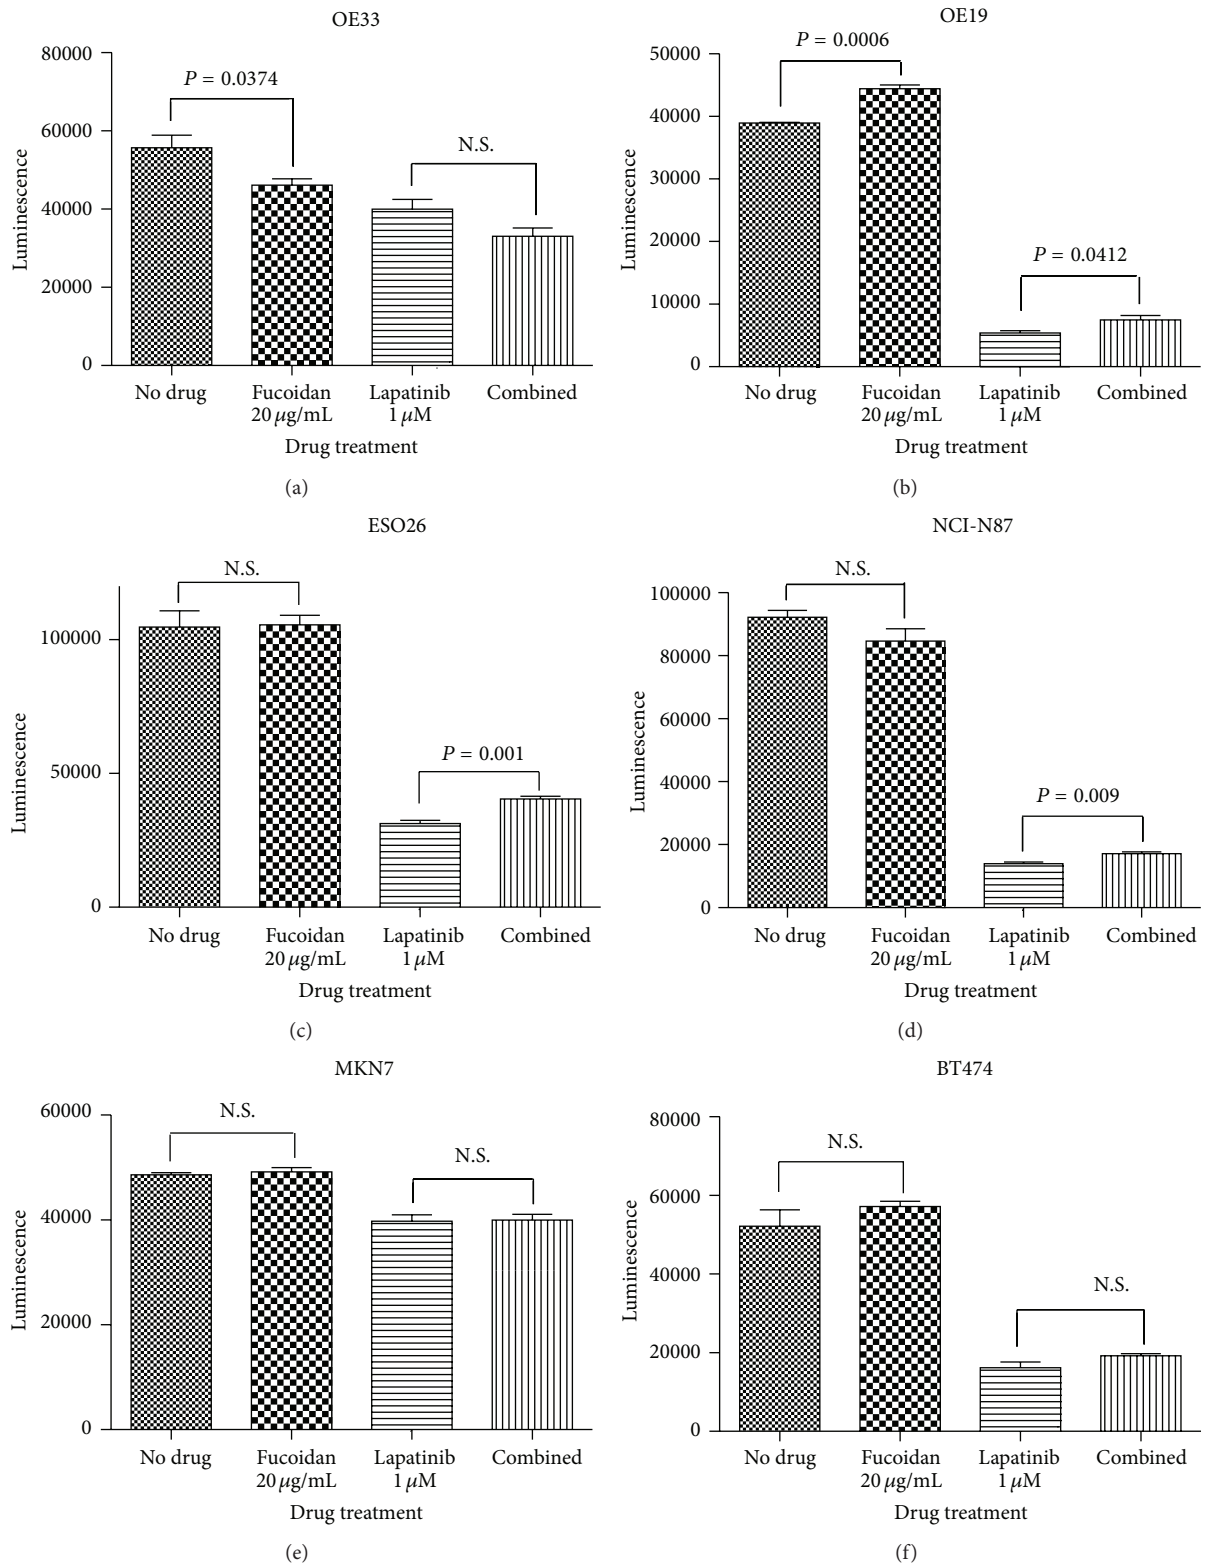 OE33
80000
60000
40000
20000
0
Luminescence
P = 0.0374
N.S.
No drug Fucoidan Lapatinib Combined
20 μg/mL 1 μM
Drug treatment
(a)
OE19
50000
40000
30000
20000
10000
0
Luminescence
P = 0.0006
P = 0.0412
No drug Fucoidan Lapatinib Combined
20 μg/mL 1 μM
Drug treatment
(b)
ESO26
100000
50000
0
Luminescence
N.S.
P = 0.001
No drug Fucoidan Lapatinib Combined
20 μg/mL 1 μM
Drug treatment
(c)
NCI-N87
100000
80000
60000
40000
20000
0
Luminescence
N.S.
P = 0.009
No drug Fucoidan Lapatinib Combined
20 μg/mL 1 μM
Drug treatment
(d)
MKN7
60000
40000
20000
0
Luminescence
N.S.
N.S.
No drug Fucoidan Lapatinib Combined
20 μg/mL 1 μM
Drug treatment
(e)
BT474
80000
60000
40000
20000
0
Luminescence
N.S.
N.S.
No drug Fucoidan Lapatinib Combined
20 μg/mL 1 μM
Drug treatment
(f)